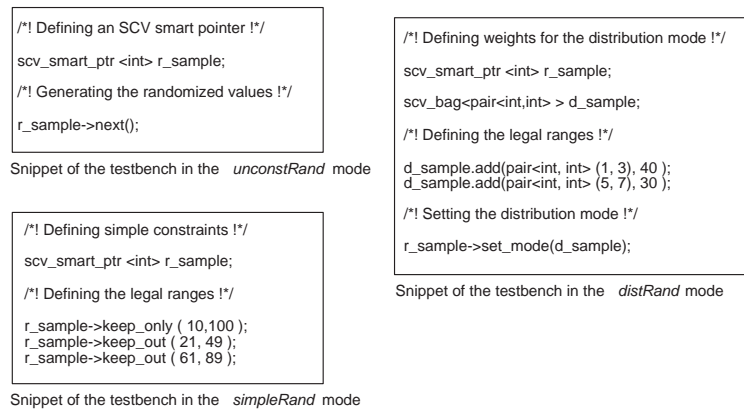 /*! Defining an SCV smart pointer !*/
scv_smart_ptr <int> r_sample;
/*! Generating the randomized values !*/
r_sample->next();
Snippet of the testbench in the unconstRand mode
/*! Defining simple constraints !*/
scv_smart_ptr <int> r_sample;
/*! Defining the legal ranges !*/
r_sample->keep_only ( 10,100 );
r_sample->keep_out ( 21, 49 );
r_sample->keep_out ( 61, 89 );
Snippet of the testbench in the simpleRand mode
/*! Defining weights for the distribution mode !*/
scv_smart_ptr <int> r_sample;
scv_bag<pair<int,int> > d_sample;
/*! Defining the legal ranges !*/
d_sample.add(pair<int, int> (1, 3), 40 );
d_sample.add(pair<int, int> (5, 7), 30 );
/*! Setting the distribution mode !*/
r_sample->set_mode(d_sample);
Snippet of the testbench in the distRand mode